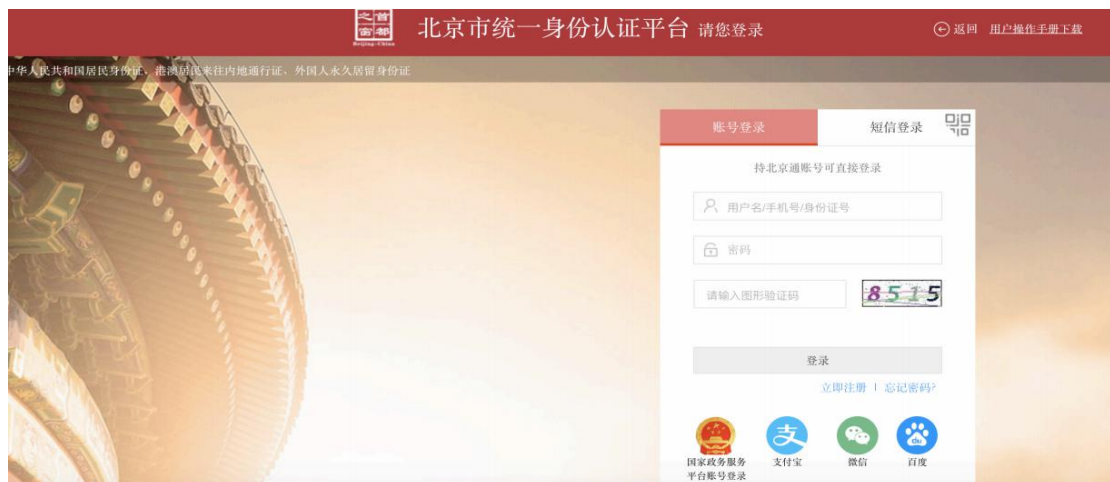 首都之窗
Beijing-China
北京市统一身份认证平台 请您登录
返回 用户操作手册下载
中华人民共和国居民身份证、港澳居民来往内地通行证、外国人永久居留身份证
账号登录 短信登录
持北京通账号可直接登录
用户名/手机号/身份证号
密码
请输入图形验证码 8515
登录
立即注册 | 忘记密码?
国家政务服务平台账号登录 支付宝 微信 百度